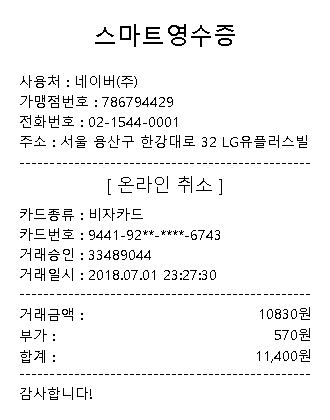 스마트영수증
사용처 : 네이버(주)
가맹점번호 : 786794429
전화번호 : 02-1544-0001
주소 : 서울 용산구 한강대로 32 LG유플러스빌
[ 온라인 취소 ]
카드종류 : 비자카드
카드번호 : 9441-92**-****-6743
거래승인 : 33489044
거래일시 : 2018.07.01 23:27:30
거래금액 : 10830원
부가 : 570원
합계 : 11,400원
감사합니다!